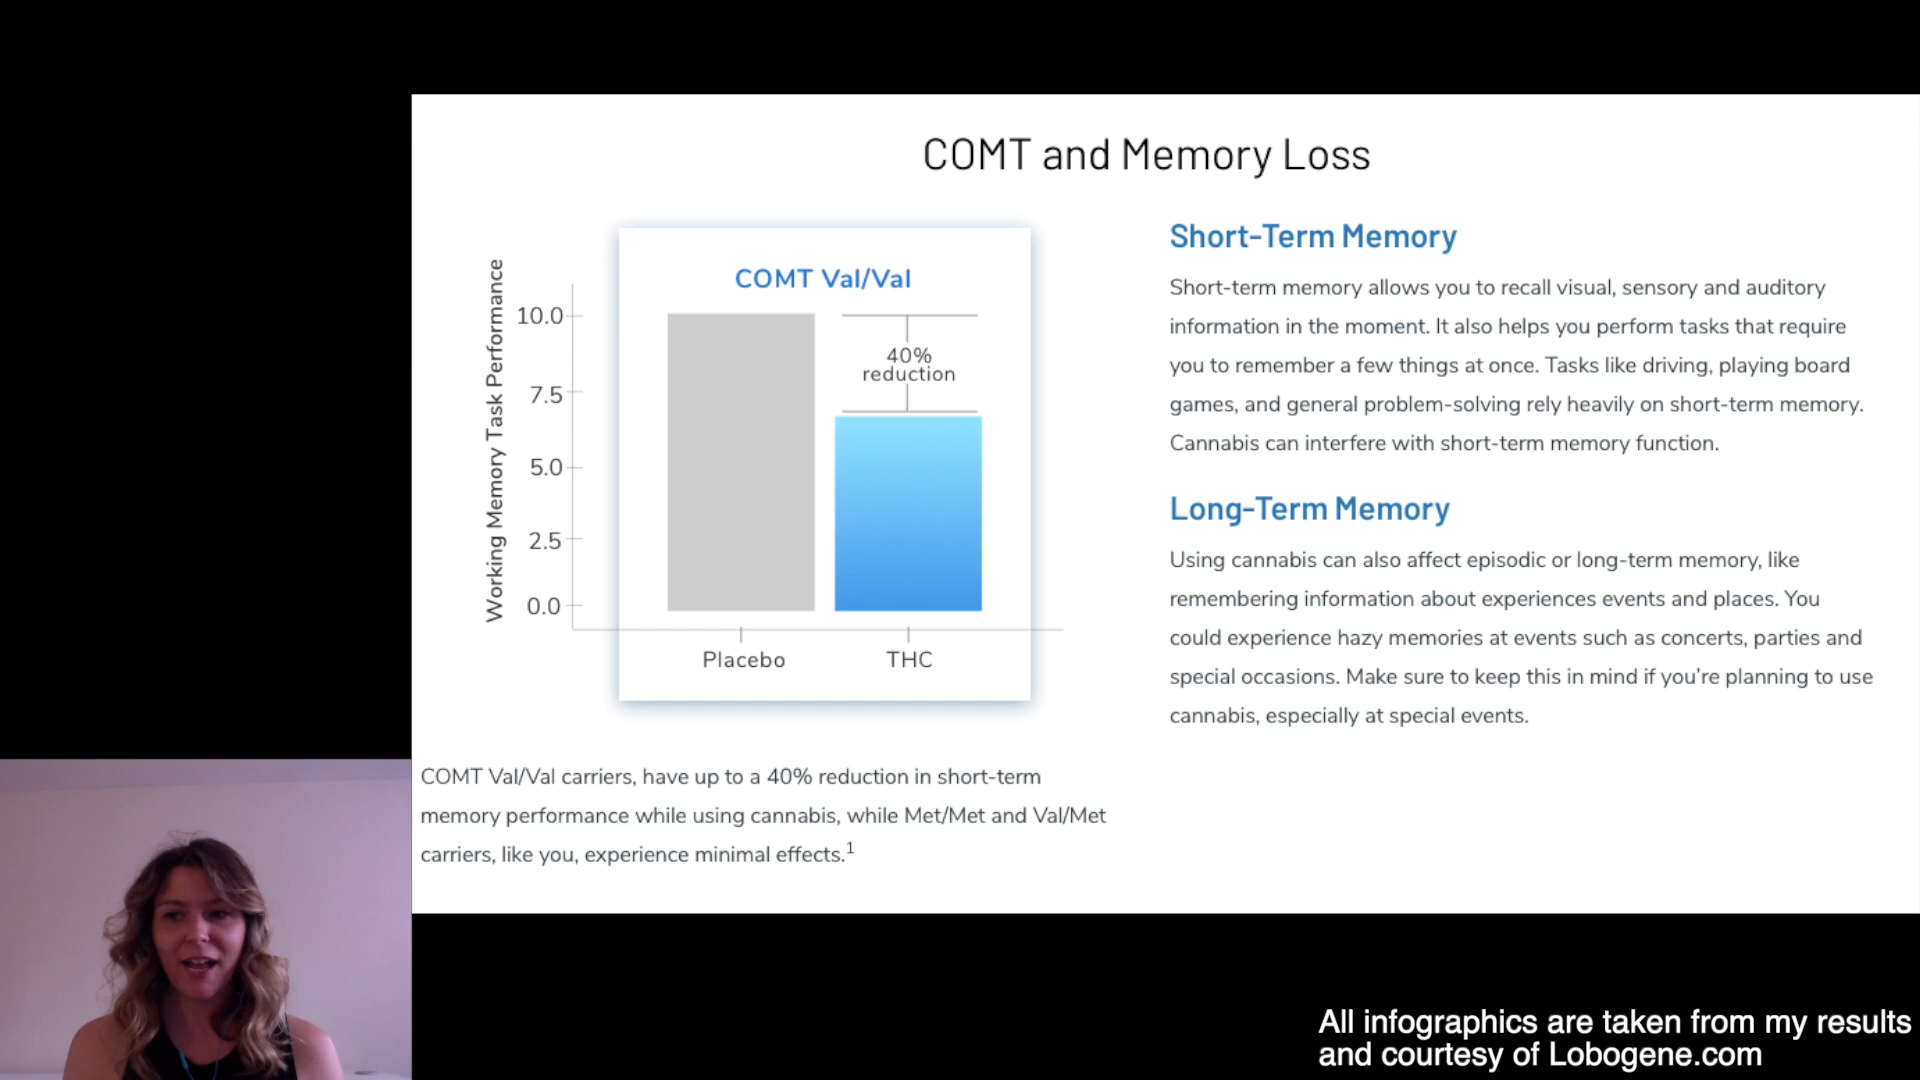 COMT and Memory Loss
Working Memory Task Performance
COMT Val/Val
10.0
7.5
5.0
2.5
0.0
40%
reduction
Placebo
THC
COMT Val/Val carriers, have up to a 40% reduction in short-term
memory performance while using cannabis, while Met/Met and Val/Met
carriers, like you, experience minimal effects.1
Short-Term Memory
Short-term memory allows you to recall visual, sensory and auditory
information in the moment. It also helps you perform tasks that require
you to remember a few things at once. Tasks like driving, playing board
games, and general problem-solving rely heavily on short-term memory.
Cannabis can interfere with short-term memory function.
Long-Term Memory
Using cannabis can also affect episodic or long-term memory, like
remembering information about experiences events and places. You
could experience hazy memories at events such as concerts, parties and
special occasions. Make sure to keep this in mind if you're planning to use
cannabis, especially at special events.
All infographics are taken from my results
and courtesy of Lobogene.com